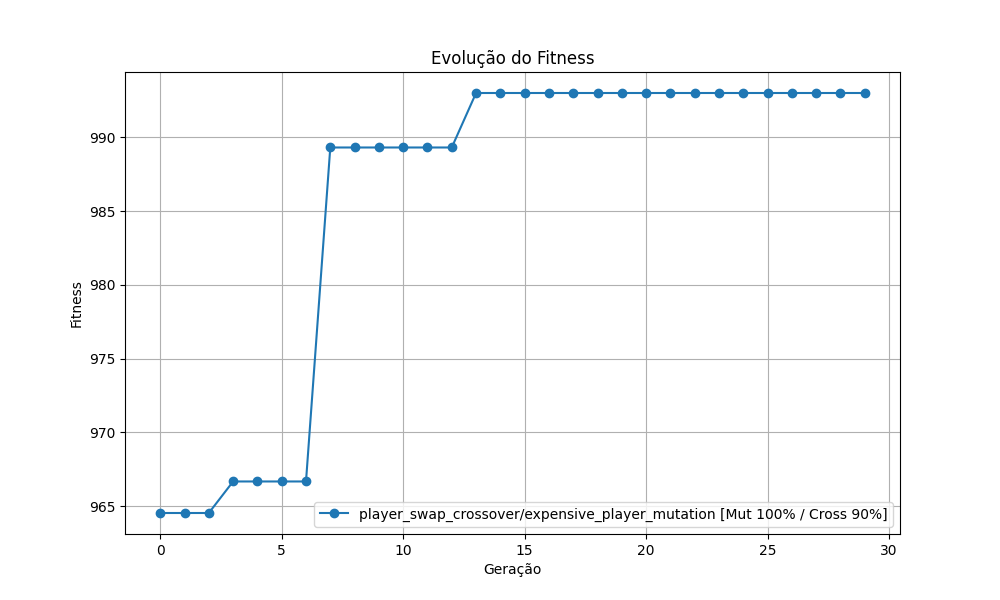 Evolução do Fitness
Fitness
990
985
980
975
970
965
player_swap_crossover/expensive_player_mutation [Mut 100% / Cross 90%]
0 5 10 15 20 25 30
Geração